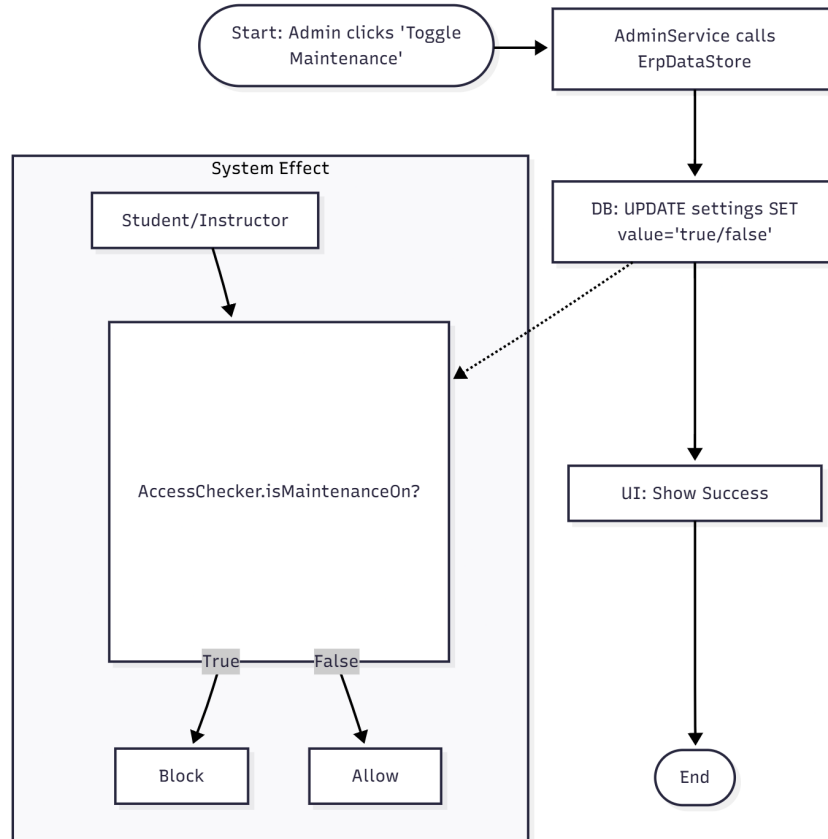 Start: Admin clicks 'Toggle
Maintenance'
AdminService calls
ErpDataStore
System Effect
Student/Instructor
DB: UPDATE settings SET
value='true/false'
AccessChecker.isMaintenanceOn?
UI: Show Success
True
False
Block
Allow
End